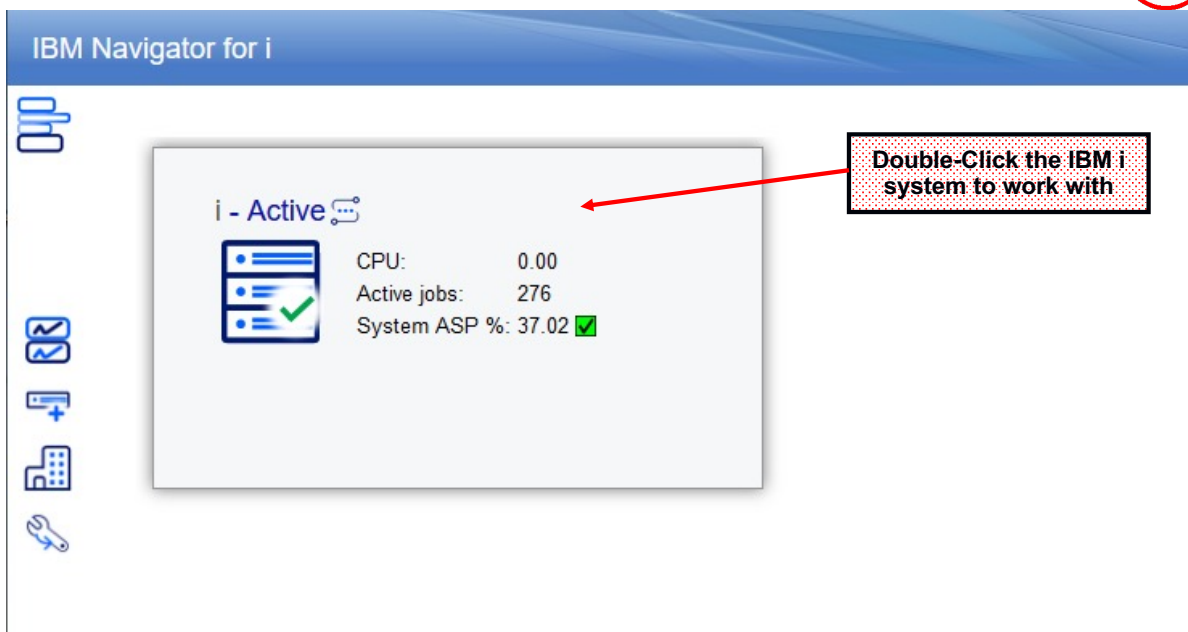 IBM Navigator for i
Double-Click the IBM i
system to work with
i - Active
CPU: 0.00
Active jobs: 276
System ASP %: 37.02